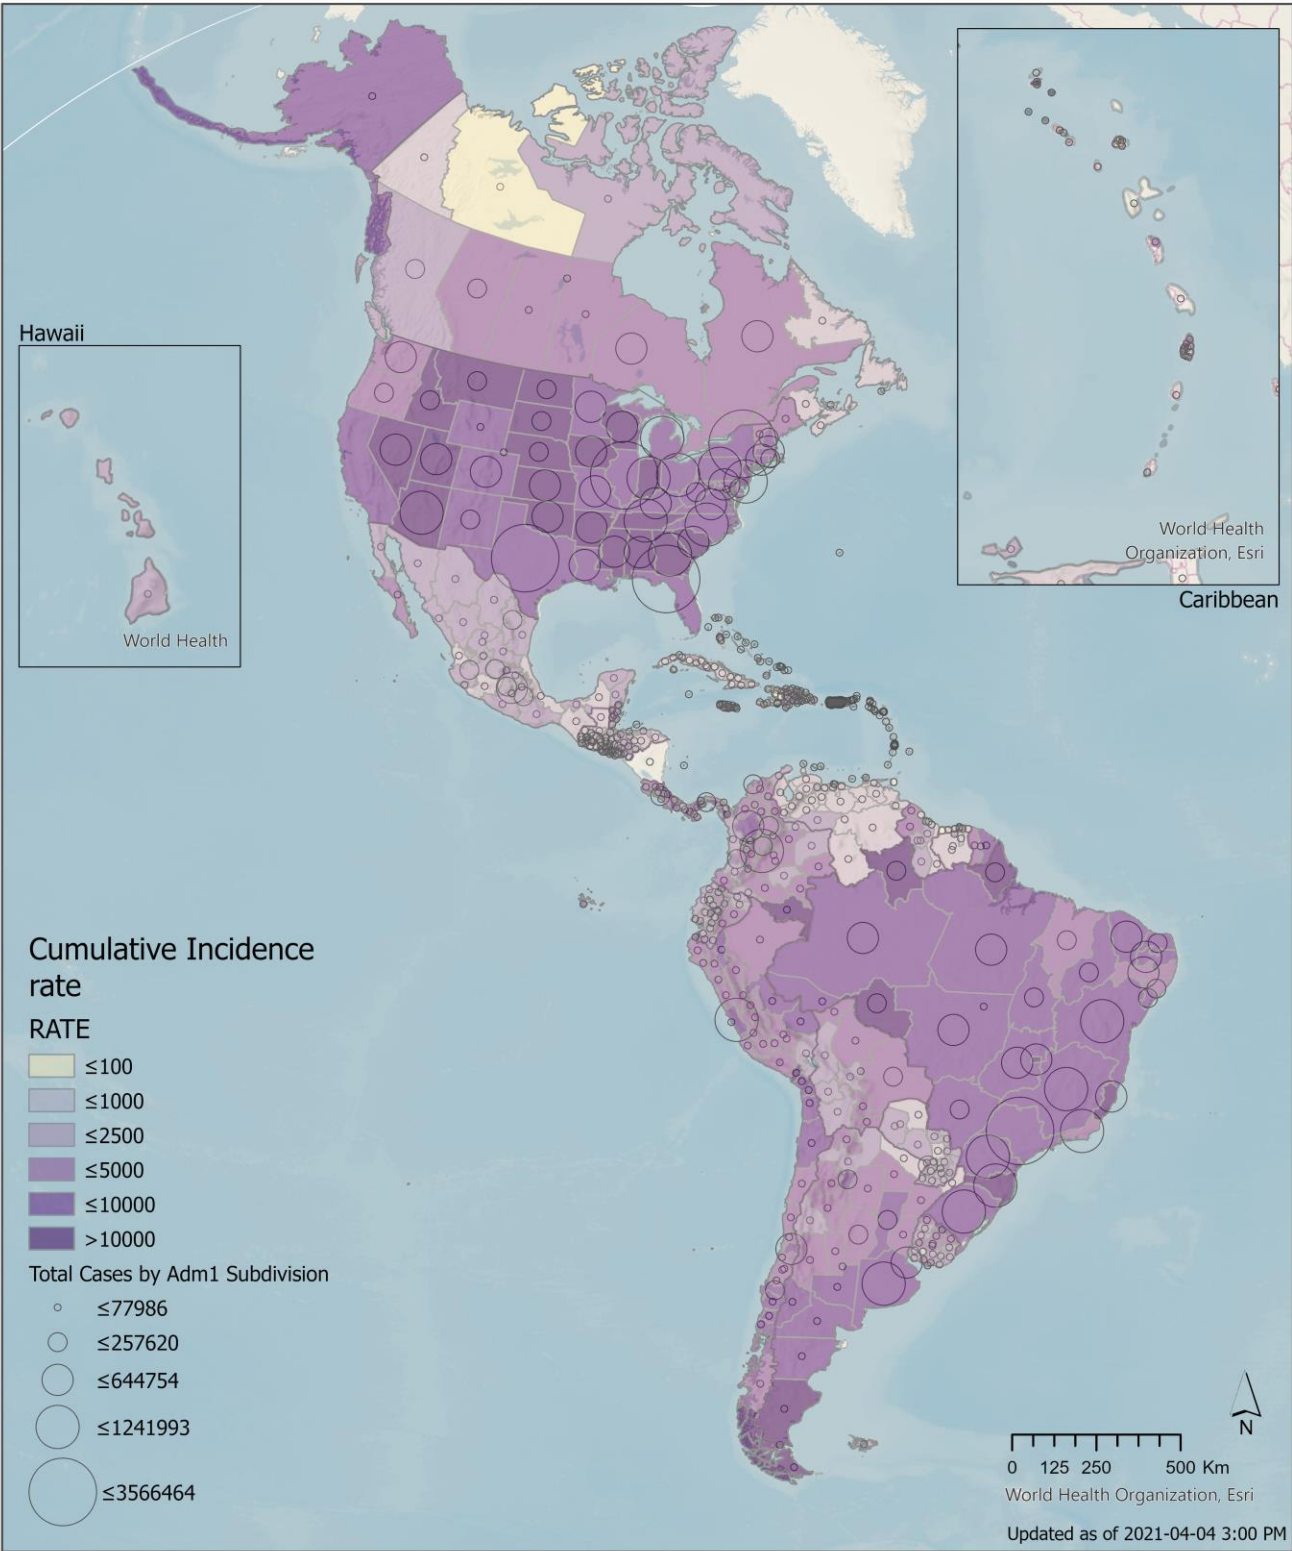 Hawaii
World Health
World Health
Organization, Esri
Caribbean
Cumulative Incidence
rate
RATE
≤100
≤1000
≤2500
≤5000
≤10000
>10000
Total Cases by Adm1 Subdivision
≤77986
≤257620
≤644754
≤1241993
≤3566464
N
0 125 250 500 Km
World Health Organization, Esri
Updated as of 2021-04-04 3:00 PM